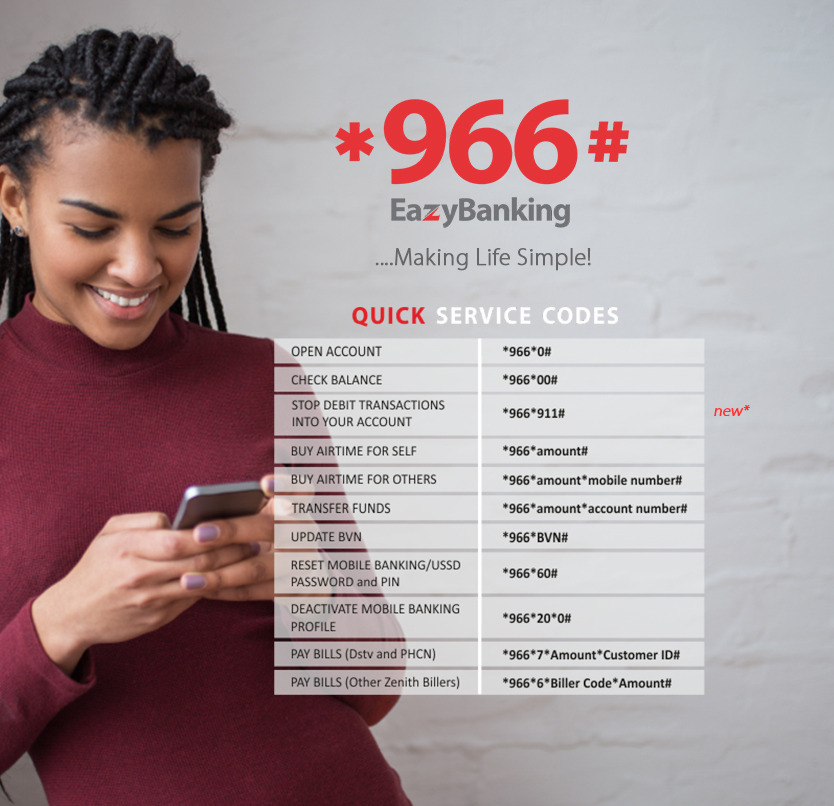 *966#
EazyBanking
....Making Life Simple!
QUICK SERVICE CODES
OPEN ACCOUNT *966*0#
CHECK BALANCE *966*00#
STOP DEBIT TRANSACTIONS
INTO YOUR ACCOUNT *966*911# new*
BUY AIRTIME FOR SELF *966*amount#
BUY AIRTIME FOR OTHERS *966*amount*mobile number#
TRANSFER FUNDS *966*amount*account number#
UPDATE BVN *966*BVN#
RESET MOBILE BANKING/USSD
PASSWORD and PIN *966*60#
DEACTIVATE MOBILE BANKING
PROFILE *966*20*0#
PAY BILLS (Dstv and PHCN) *966*7*Amount*Customer ID#
PAY BILLS (Other Zenith Billers) *966*6*Biller Code*Amount#